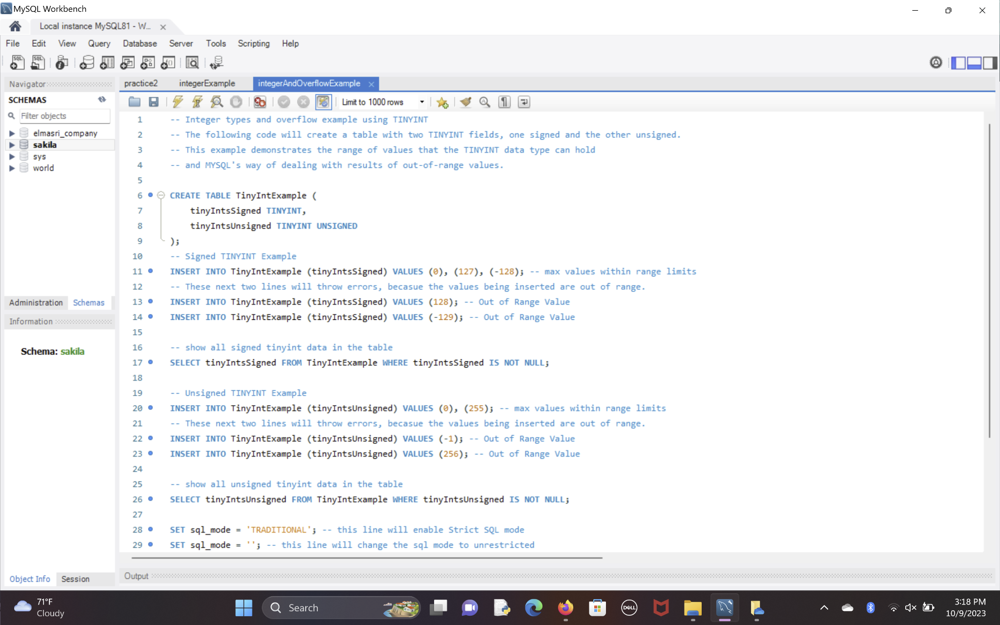 MySQL Workbench
Local instance MySQL81 - W...
File Edit View Query Database Server Tools Scripting Help
Navigator
SCHEMAS
Filter objects
elmasri_company
sakila
sys
world
Administration Schemas
Information
Schema: sakila
Object Info Session
practice2 integerExample integerAndOverflowExample
Limit to 1000 rows
1 -- Integer types and overflow example using TINYINT
2 -- The following code will create a table with two TINYINT fields, one signed and the other unsigned.
3 -- This example demonstrates the range of values that the TINYINT data type can hold
4 -- and MYSQL's way of dealing with results of out-of-range values.
5
6 CREATE TABLE TinyIntExample (
7 tinyIntsSigned TINYINT,
8 tinyIntsUnsigned TINYINT UNSIGNED
9 );
10 -- Signed TINYINT Example
11 INSERT INTO TinyIntExample (tinyIntsSigned) VALUES (0), (127), (-128); -- max values within range limits
12 -- These next two lines will throw errors, becasue the values being inserted are out of range.
13 INSERT INTO TinyIntExample (tinyIntsSigned) VALUES (128); -- Out of Range Value
14 INSERT INTO TinyIntExample (tinyIntsSigned) VALUES (-129); -- Out of Range Value
15
16 -- show all signed tinyint data in the table
17 SELECT tinyIntsSigned FROM TinyIntExample WHERE tinyIntsSigned IS NOT NULL;
18
19 -- Unsigned TINYINT Example
20 INSERT INTO TinyIntExample (tinyIntsUnsigned) VALUES (0), (255); -- max values within range limits
21 -- These next two lines will throw errors, becasue the values being inserted are out of range.
22 INSERT INTO TinyIntExample (tinyIntsUnsigned) VALUES (-1); -- Out of Range Value
23 INSERT INTO TinyIntExample (tinyIntsUnsigned) VALUES (256); -- Out of Range Value
24
25 -- show all unsigned tinyint data in the table
26 SELECT tinyIntsUnsigned FROM TinyIntExample WHERE tinyIntsUnsigned IS NOT NULL;
27
28 SET sql_mode = 'TRADITIONAL'; -- this line will enable Strict SQL mode
29 SET sql_mode = ''; -- this line will change the sql mode to unrestricted
Output
71°F
Cloudy
Search
DELL
3:18 PM
10/9/2023